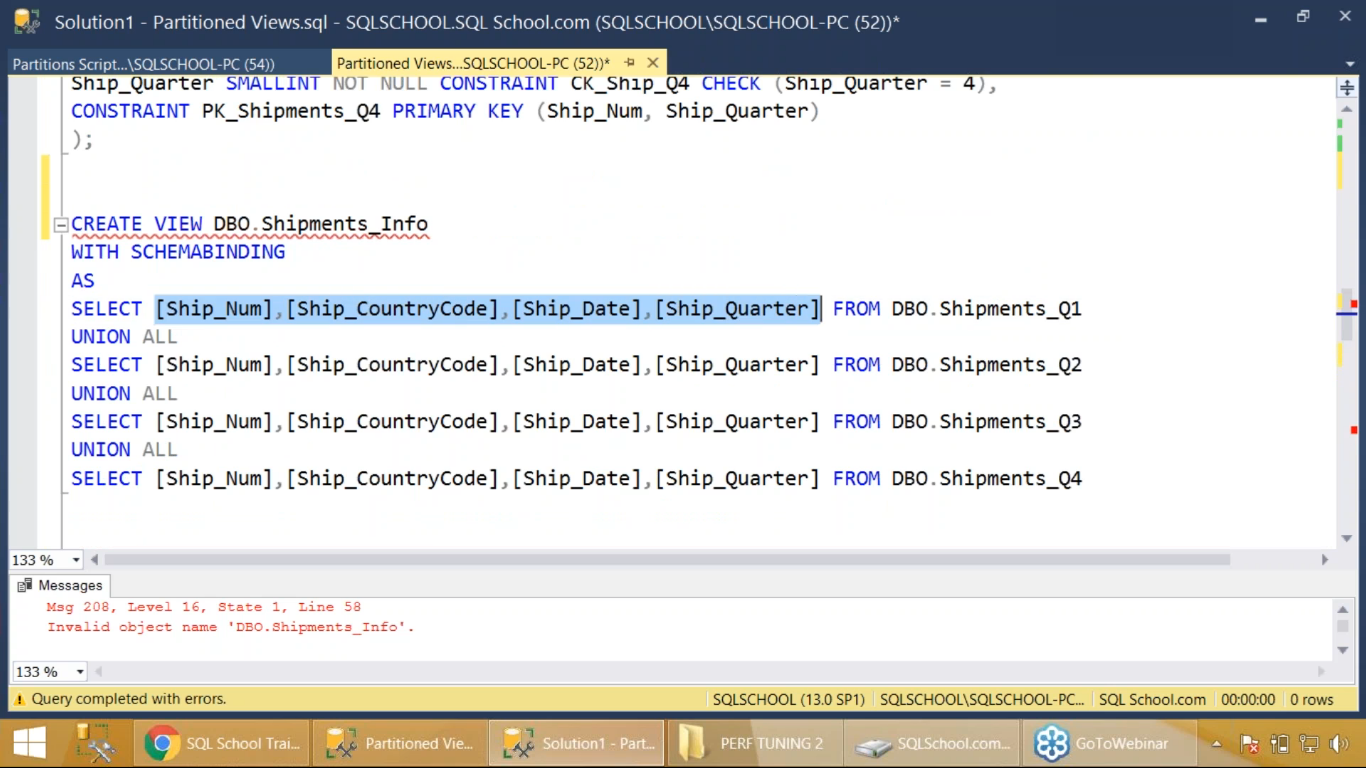 Solution1 - Partitioned Views.sql - SQLSCHOOL.SQL School.com (SQLSCHOOL\SQLSCHOOL-PC (52))*
Partitions Script...\SQLSCHOOL-PC (54))
Partitioned Views...SQLSCHOOL-PC (52))*
Ship_Quarter SMALLINT NOT NULL CONSTRAINT CK_Ship_Q4 CHECK (Ship_Quarter = 4),
CONSTRAINT PK_Shipments_Q4 PRIMARY KEY (Ship_Num, Ship_Quarter)
);
CREATE VIEW DBO.Shipments_Info
WITH SCHEMABINDING
AS
SELECT [Ship_Num],[Ship_CountryCode],[Ship_Date],[Ship_Quarter] FROM DBO.Shipments_Q1
UNION ALL
SELECT [Ship_Num],[Ship_CountryCode],[Ship_Date],[Ship_Quarter] FROM DBO.Shipments_Q2
UNION ALL
SELECT [Ship_Num],[Ship_CountryCode],[Ship_Date],[Ship_Quarter] FROM DBO.Shipments_Q3
UNION ALL
SELECT [Ship_Num],[Ship_CountryCode],[Ship_Date],[Ship_Quarter] FROM DBO.Shipments_Q4
133 %
Messages
Msg 208, Level 16, State 1, Line 58
Invalid object name 'DBO.Shipments_Info'.
133 %
Query completed with errors.
SQLSCHOOL (13.0 SP1)
SQLSCHOOL\SQLSCHOOL-PC...
SQL School.com
00:00:00
0 rows
SQL School Trai...
Partitioned Vie...
Solution1 - Part...
PERF TUNING 2
SQLSchool.com...
GoToWebinar